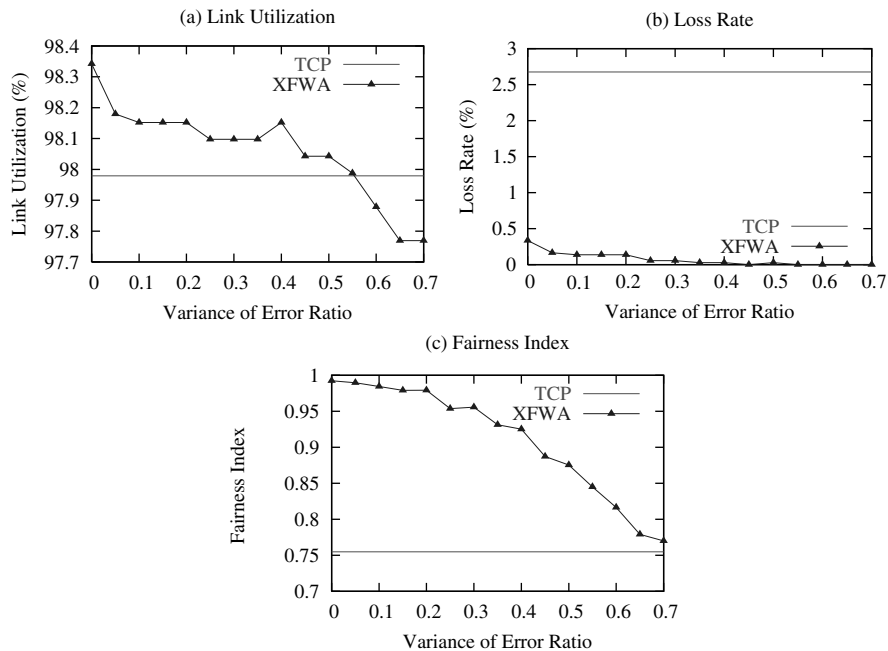 (a) Link Utilization
98.4
98.3
98.2
98.1
98
97.9
97.8
97.7
Link Utilization (%)
TCP
XFWA
0 0.1 0.2 0.3 0.4 0.5 0.6 0.7
Variance of Error Ratio
(b) Loss Rate
3
2.5
2
1.5
1
0.5
0
Loss Rate (%)
TCP
XFWA
0 0.1 0.2 0.3 0.4 0.5 0.6 0.7
Variance of Error Ratio
(c) Fairness Index
1
0.95
0.9
0.85
0.8
0.75
0.7
Fairness Index
TCP
XFWA
0 0.1 0.2 0.3 0.4 0.5 0.6 0.7
Variance of Error Ratio